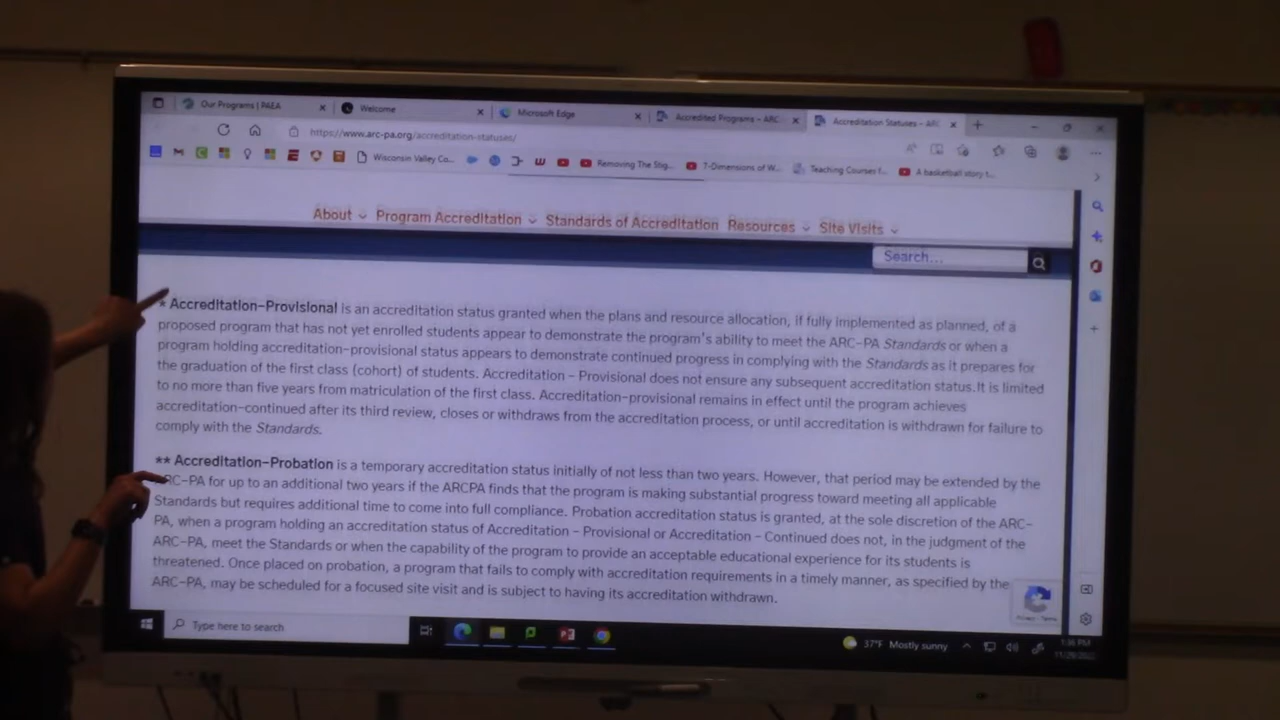 Our Programs | PAEA
Welcome
Microsoft Edge
Accredited Programs - ARC
Accreditation Statuses - ARC
https://www.arc-pa.org/accreditation-statuses/
Wisconsin Valley Co...
Removing The Stig...
7-Dimensions of W...
Teaching Courses f...
A basketball story t...
About Program Accreditation Standards of Accreditation Resources Site Visits
Search...
* Accreditation-Provisional is an accreditation status granted when the plans and resource allocation, if fully implemented as planned, of a
proposed program that has not yet enrolled students appear to demonstrate the program's ability to meet the ARC-PA Standards or when a
program holding accreditation-provisional status appears to demonstrate continued progress in complying with the Standards as it prepares for
the graduation of the first class (cohort) of students. Accreditation - Provisional does not ensure any subsequent accreditation status.It is limited
to no more than five years from matriculation of the first class. Accreditation-provisional remains in effect until the program achieves
accreditation-continued after its third review, closes or withdraws from the accreditation process, or until accreditation is withdrawn for failure to
comply with the Standards.
** Accreditation-Probation is a temporary accreditation status initially of not less than two years. However, that period may be extended by the
ARC-PA for up to an additional two years if the ARCPA finds that the program is making substantial progress toward meeting all applicable
Standards but requires additional time to come into full compliance. Probation accreditation status is granted, at the sole discretion of the ARC-
PA, when a program holding an accreditation status of Accreditation - Provisional or Accreditation - Continued does not, in the judgment of the
ARC-PA, meet the Standards or when the capability of the program to provide an acceptable educational experience for its students is
threatened. Once placed on probation, a program that fails to comply with accreditation requirements in a timely manner, as specified by the
ARC-PA, may be scheduled for a focused site visit and is subject to having its accreditation withdrawn.
Privacy - Terms
Type here to search
37°F Mostly sunny
1:36 PM